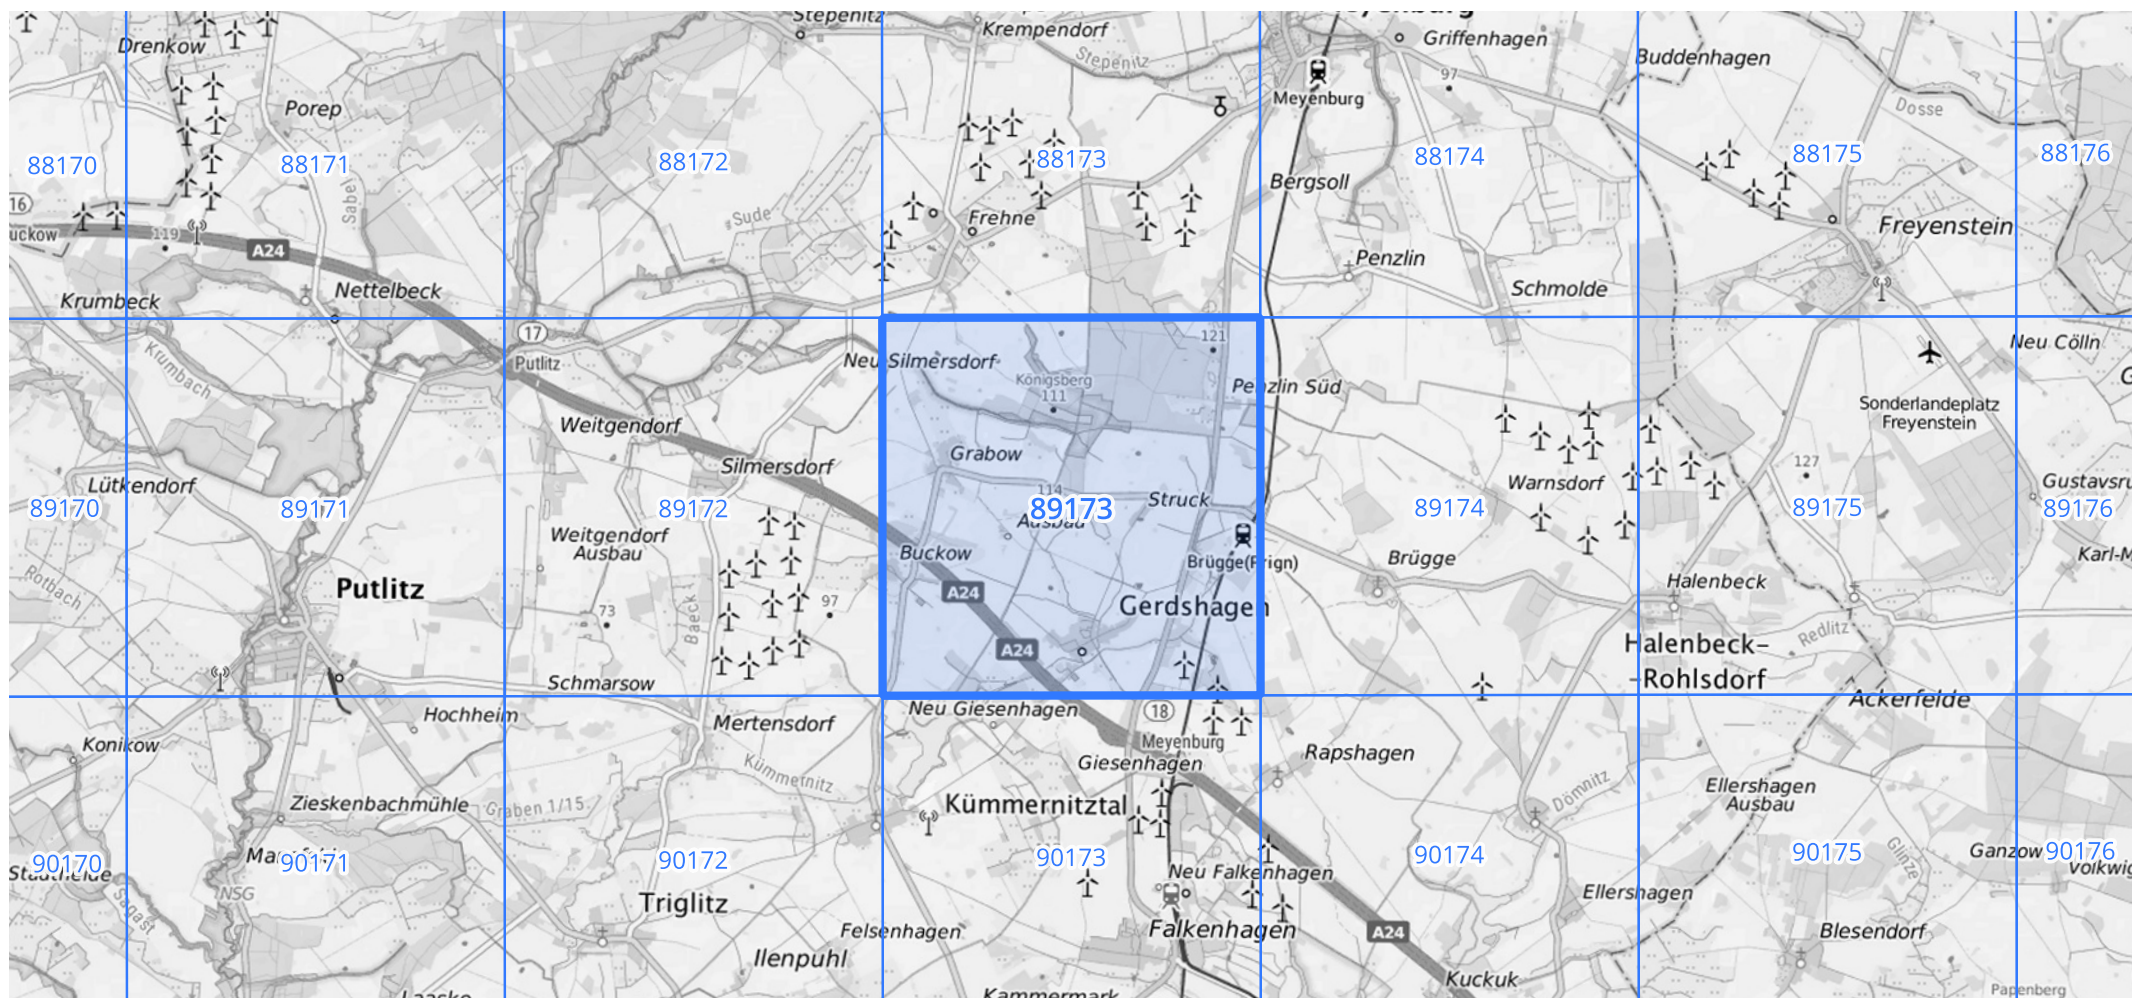 Stepenitz
Krempendorf
Griffenhagen
Drenkow
Stepenitz
Buddenhagen
97
Meyenburg
Porep
Dosse
88170
88171
88172
88173
88174
88175
88176
Bergsoll
Sabel
16
Sude
Frehne
Freyenstein
119
A24
Penzlin
Krumbeck
Nettelbeck
Schmolde
17
Putlitz
121
Neu Cölln
Krumbach
Neu Silmersdorf
Königsberg
111
Penzlin Süd
Sonderlandeplatz
Freyenstein
Weitgendorf
Grabow
Silmersdorf
127
Lütkendorf
114
Struck
Warnsdorf
89170
89171
89172
89173
89174
89175
89176
Ausbau
Weitgendorf
Ausbau
Buckow
Brügge(Prign)
Brügge
Rotbach
Putlitz
A24
Halenbeck
73
97
Baeck
Gerdshagen
Redlitz
A24
Halenbeck-
-Rohlsdorf
Schmarsow
Ackerfelde
Hochheim
Mertensdorf
Neu Giesenhagen
18
Meyenburg
Konikow
Giesenhagen
Rapshagen
Kümmernitz
Ellershagen
Ausbau
Dömnitz
Zieskenbachmühle
Graben 1/15
Kümmernitztal
90170
90171
90172
90173
90174
90175
90176
Glinze
Ganzow
Neu Falkenhagen
NSG
Sagast
Triglitz
Ellershagen
Felsenhagen
Falkenhagen
A24
Blesendorf
Ilenpuhl
Kuckuk
Papenberg
Kammermark